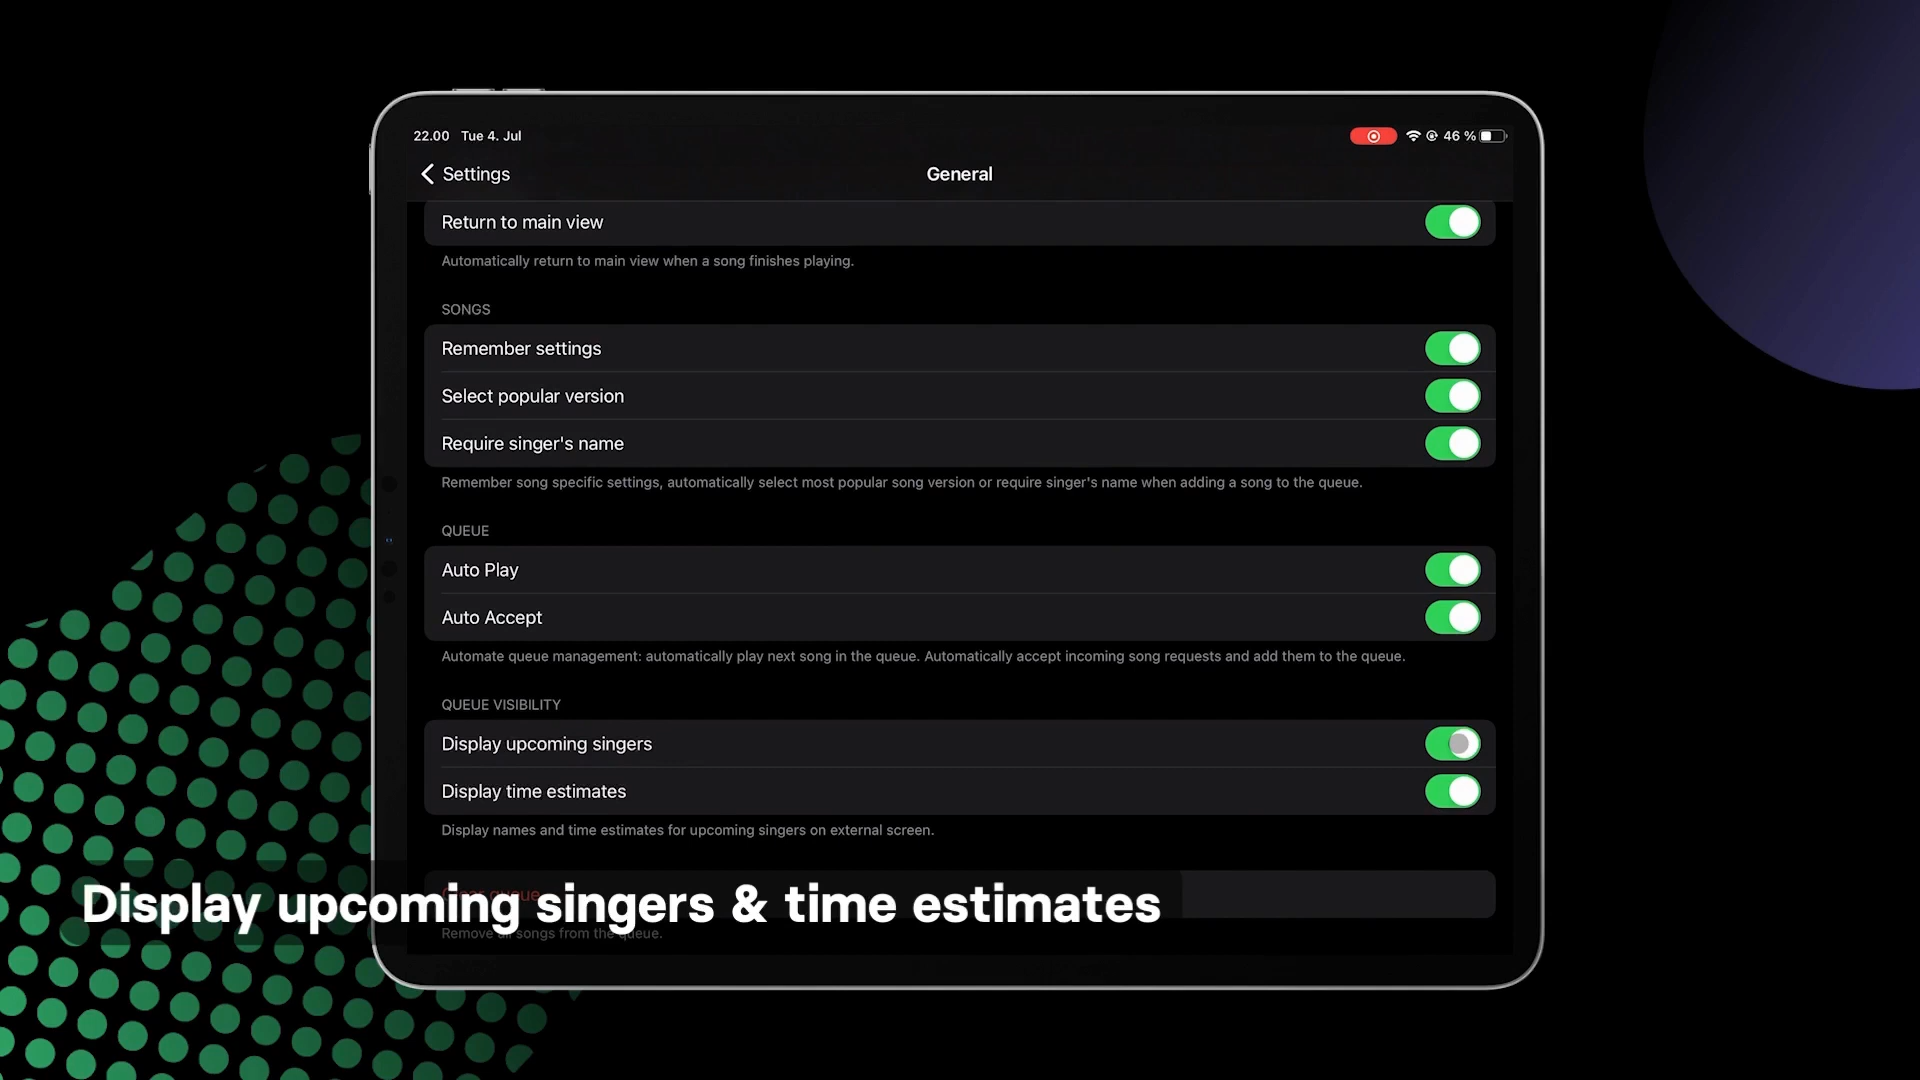 22.00 Tue 4. Jul
46 %
Settings
General
Return to main view
Automatically return to main view when a song finishes playing.
SONGS
Remember settings
Select popular version
Require singer's name
Remember song specific settings, automatically select most popular song version or require singer's name when adding a song to the queue.
QUEUE
Auto Play
Auto Accept
Automate queue management: automatically play next song in the queue. Automatically accept incoming song requests and add them to the queue.
QUEUE VISIBILITY
Display upcoming singers
Display time estimates
Display names and time estimates for upcoming singers on external screen.
Clear queue
Display upcoming singers & time estimates
Remove all songs from the queue.